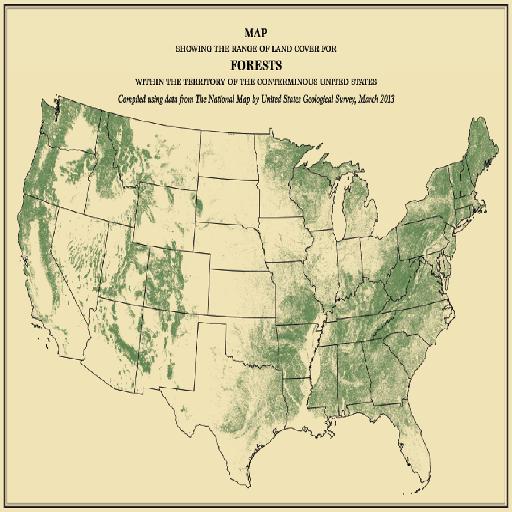 MAP
SHOWING THE RANGE OF LAND COVER FOR
FORESTS
WITHIN THE TERRITORY OF THE CONTERMINOUS UNITED STATES
Compiled using data from The National Map by United States Geological Survey, March 2013